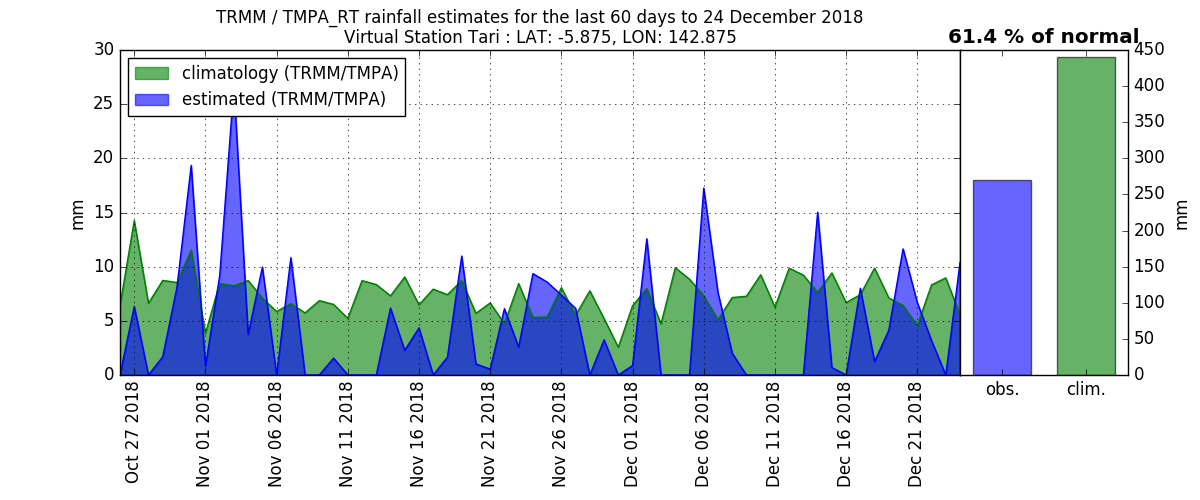 TRMM / TMPA_RT rainfall estimates for the last 60 days to 24 December 2018
Virtual Station Tari : LAT: -5.875, LON: 142.875
61.4 % of normal
climatology (TRMM/TMPA)
estimated (TRMM/TMPA)
mm
30
25
20
15
10
5
0
Oct 27 2018
Nov 01 2018
Nov 06 2018
Nov 11 2018
Nov 16 2018
Nov 21 2018
Nov 26 2018
Dec 01 2018
Dec 06 2018
Dec 11 2018
Dec 16 2018
Dec 21 2018
450
400
350
300
250
200
150
100
50
0
mm
obs.
clim.